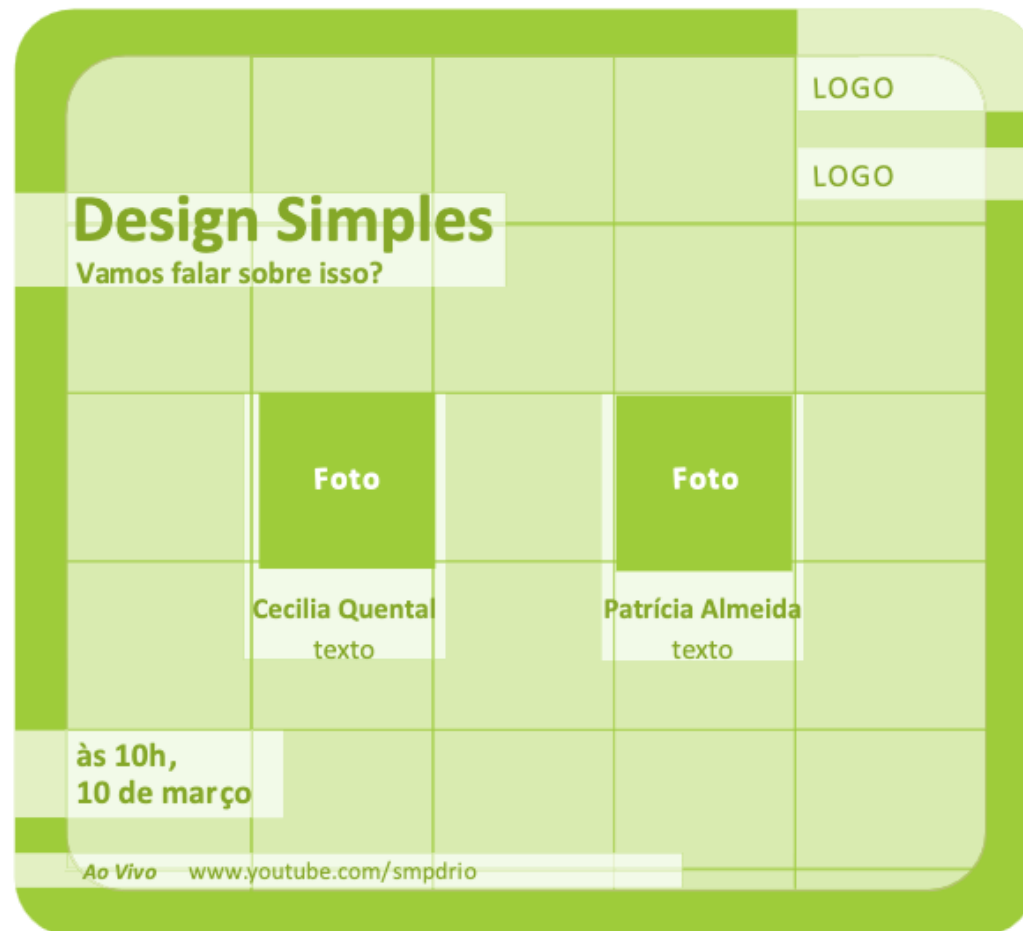 LOGO
LOGO
Design Simples
Vamos falar sobre isso?
Foto
Foto
Cecilia Quental
texto
Patrícia Almeida
texto
às 10h,
10 de março
Ao Vivo www.youtube.com/smpdrio